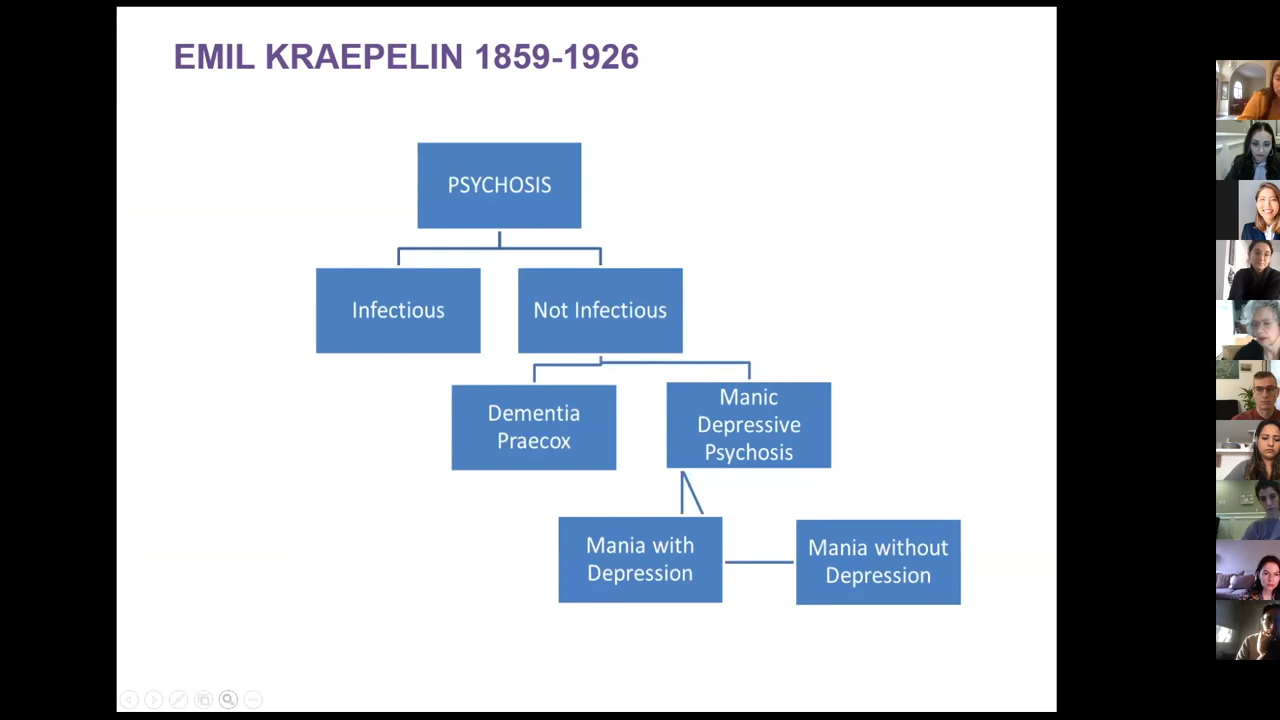 EMIL KRAEPELIN 1859-1926
PSYCHOSIS
Infectious
Not Infectious
Dementia
Praecox
Manic
Depressive
Psychosis
Mania with
Depression
Mania without
Depression